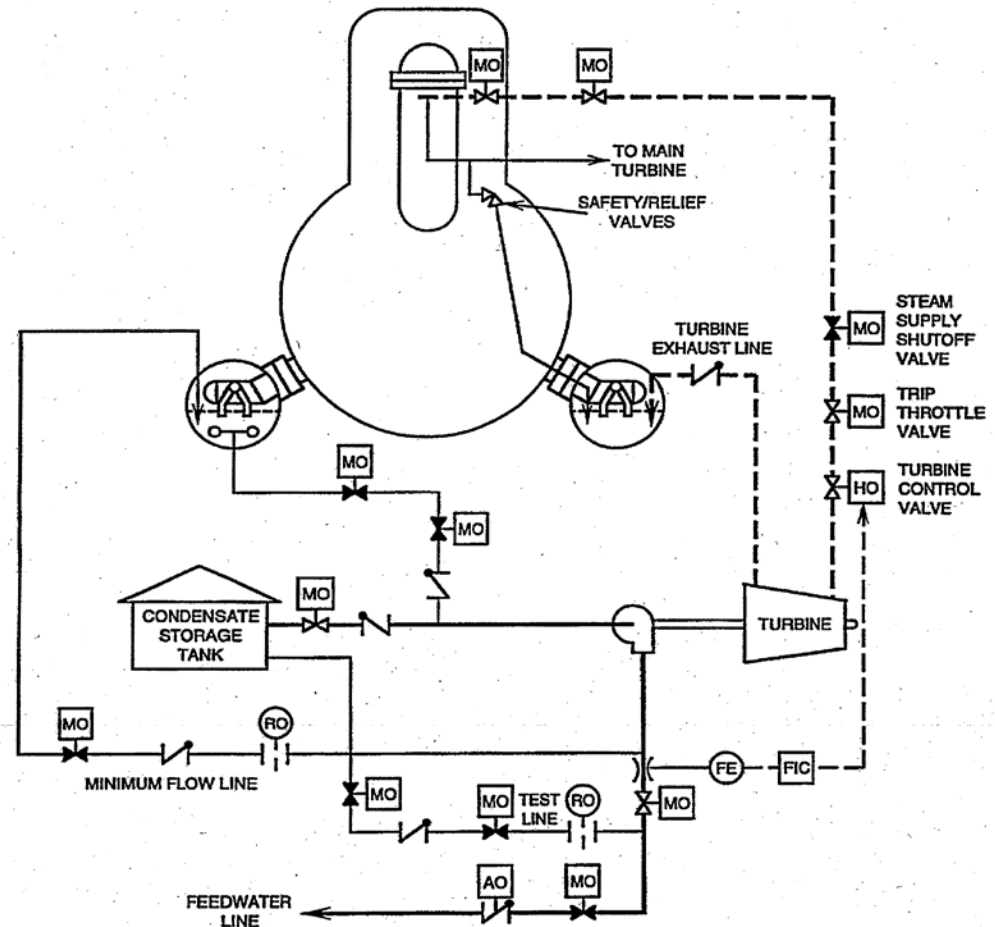 MO
MO
TO MAIN
TURBINE
SAFETY/RELIEF
VALVES
TURBINE
EXHAUST LINE
MO
STEAM
SUPPLY
SHUTOFF
VALVE
MO
TRIP
THROTTLE
VALVE
HO
TURBINE
CONTROL
VALVE
MO
MO
MO
CONDENSATE
STORAGE
TANK
TURBINE
MO
RO
MINIMUM FLOW LINE
FE
FIC
MO
MO
TEST
LINE
RO
MO
AO
MO
FEEDWATER
LINE